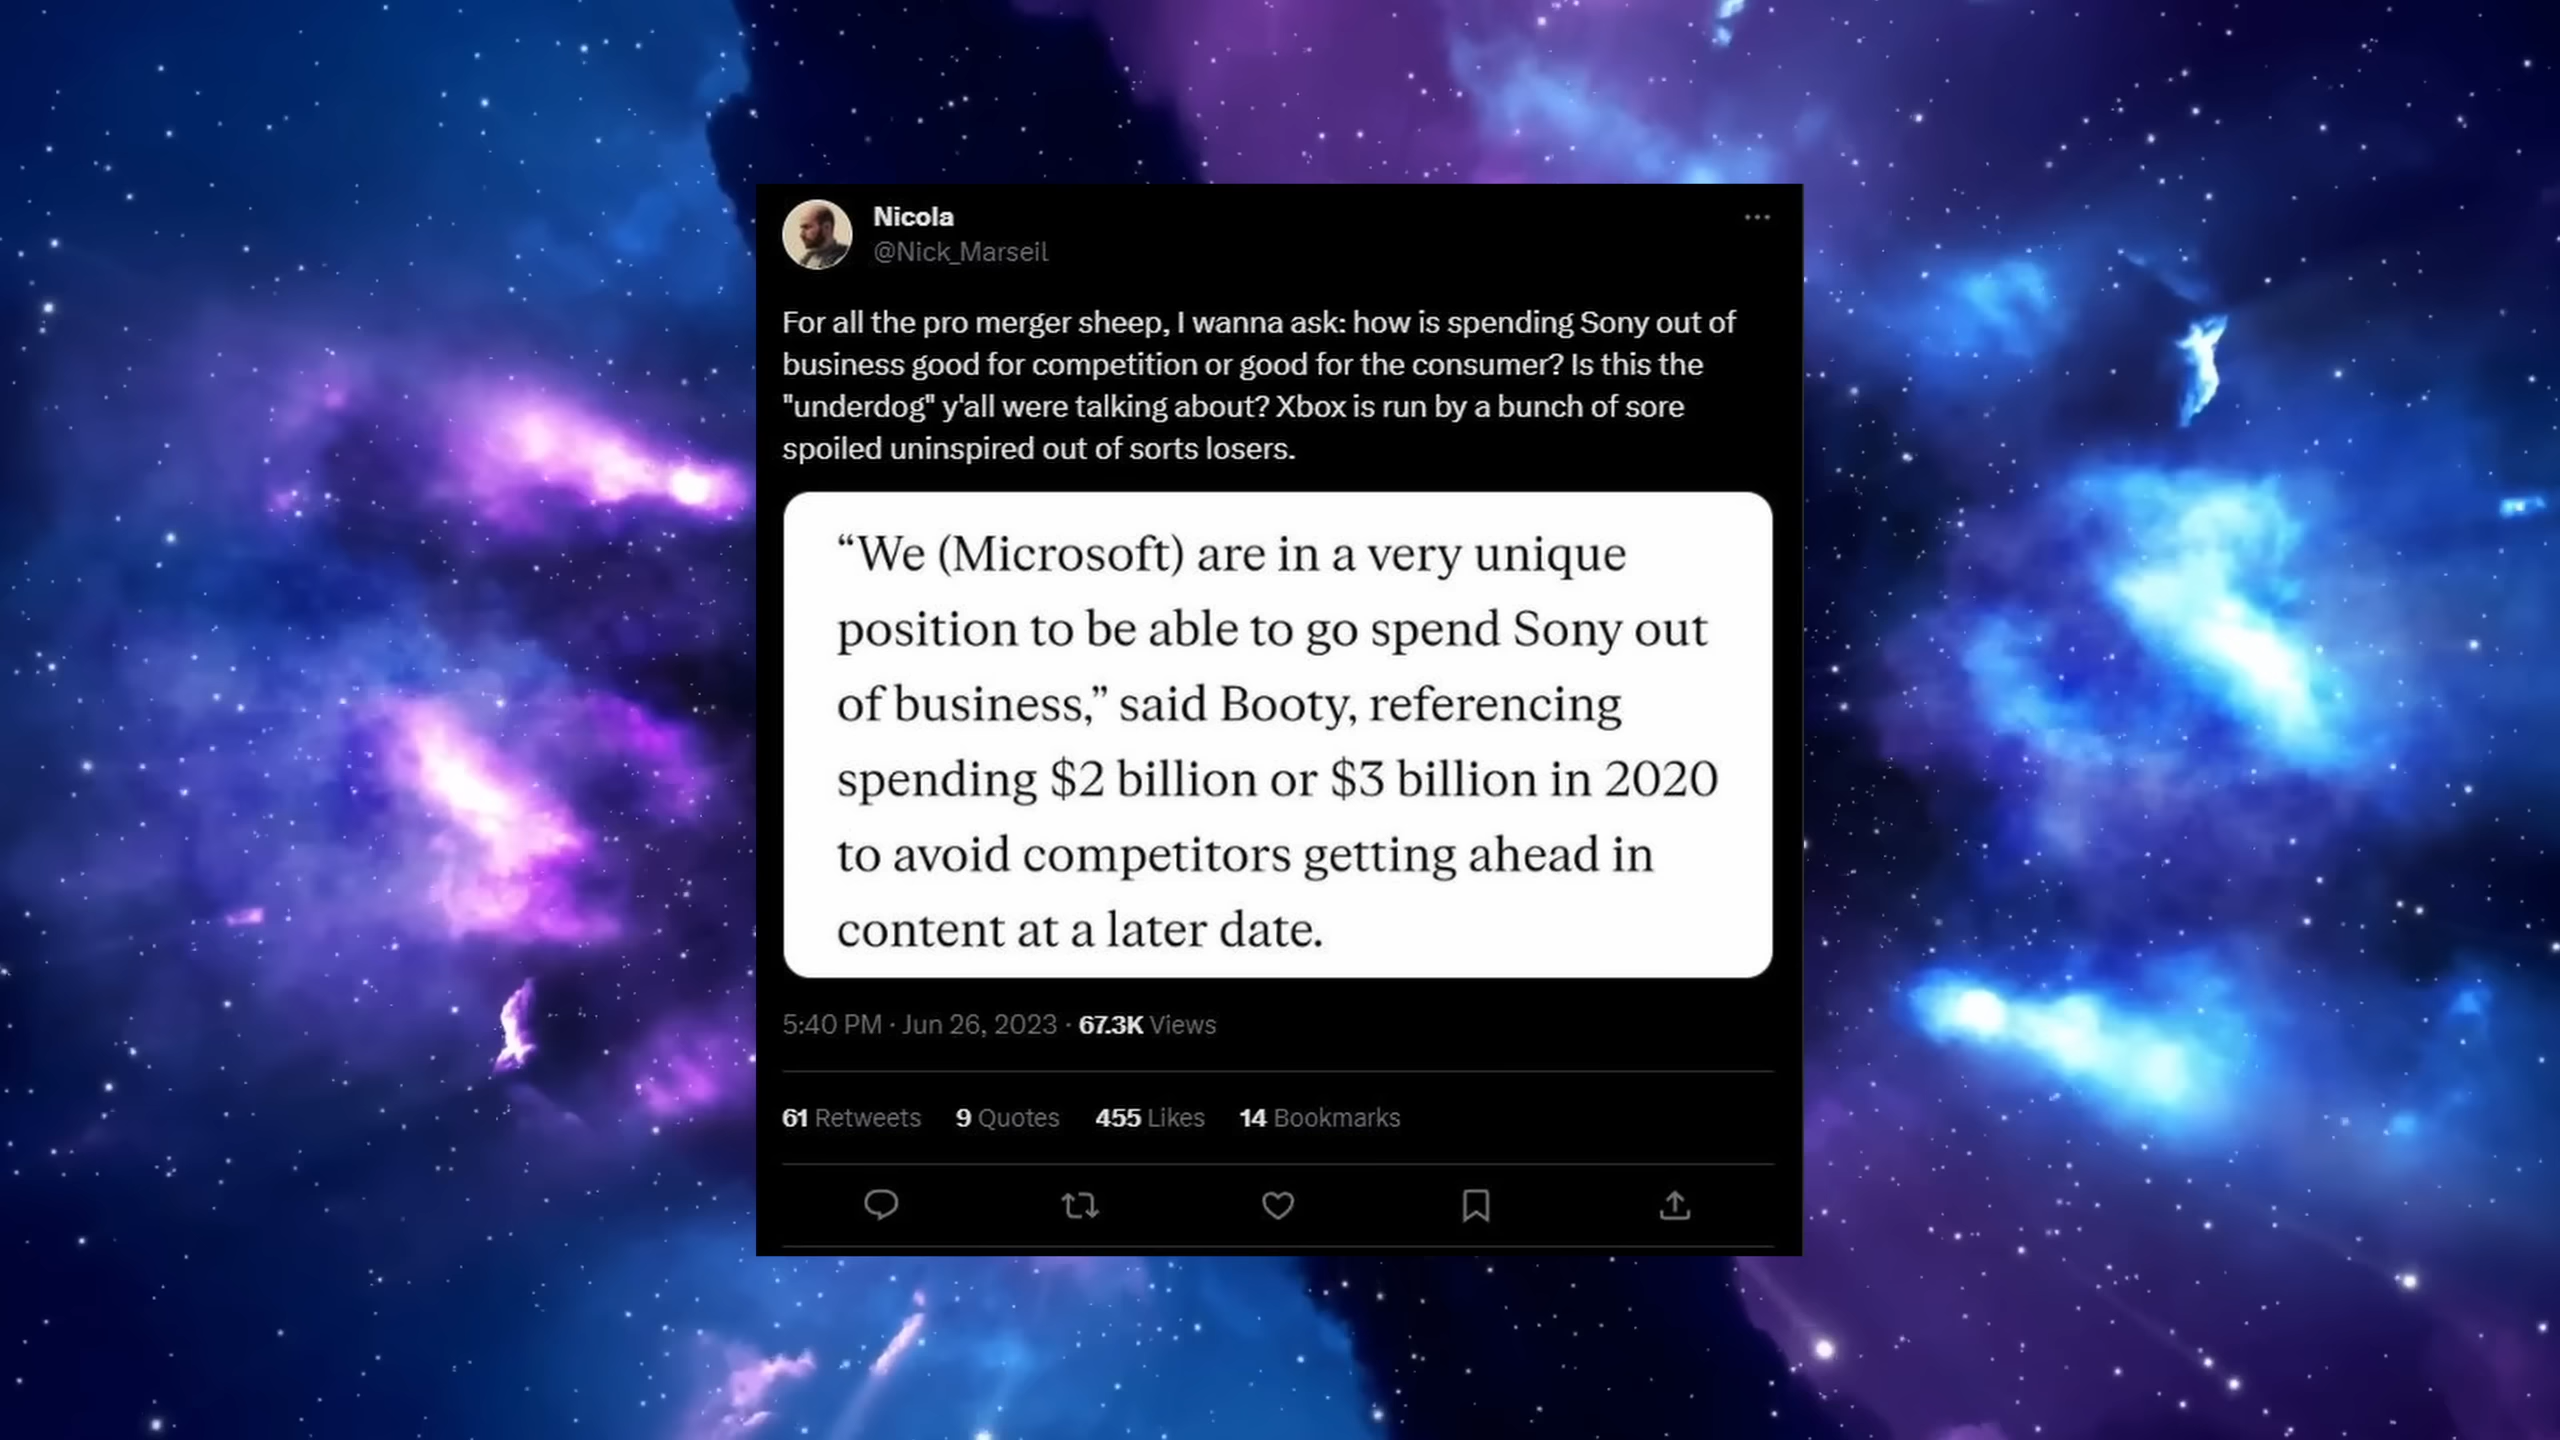 Nicola
@Nick_Marseil
For all the pro merger sheep, I wanna ask: how is spending Sony out of
business good for competition or good for the consumer? Is this the
"underdog" y'all were talking about? Xbox is run by a bunch of sore
spoiled uninspired out of sorts losers.
“We (Microsoft) are in a very unique
position to be able to go spend Sony out
of business,” said Booty, referencing
spending $2 billion or $3 billion in 2020
to avoid competitors getting ahead in
content at a later date.
5:40 PM · Jun 26, 2023 · 67.3K Views
61 Retweets 9 Quotes 455 Likes 14 Bookmarks